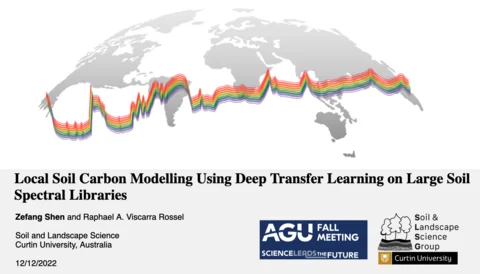 Local Soil Carbon Modelling Using Deep Transfer Learning on Large Soil
Spectral Libraries
Zefang Shen and Raphael A. Viscarra Rossel
Soil and Landscape Science
Curtin University, Australia
12/12/2022
AGU FALL
MEETING
SCIENCE LEADS THE FUTURE
Soil &
Landscape
Science
Group
Curtin University